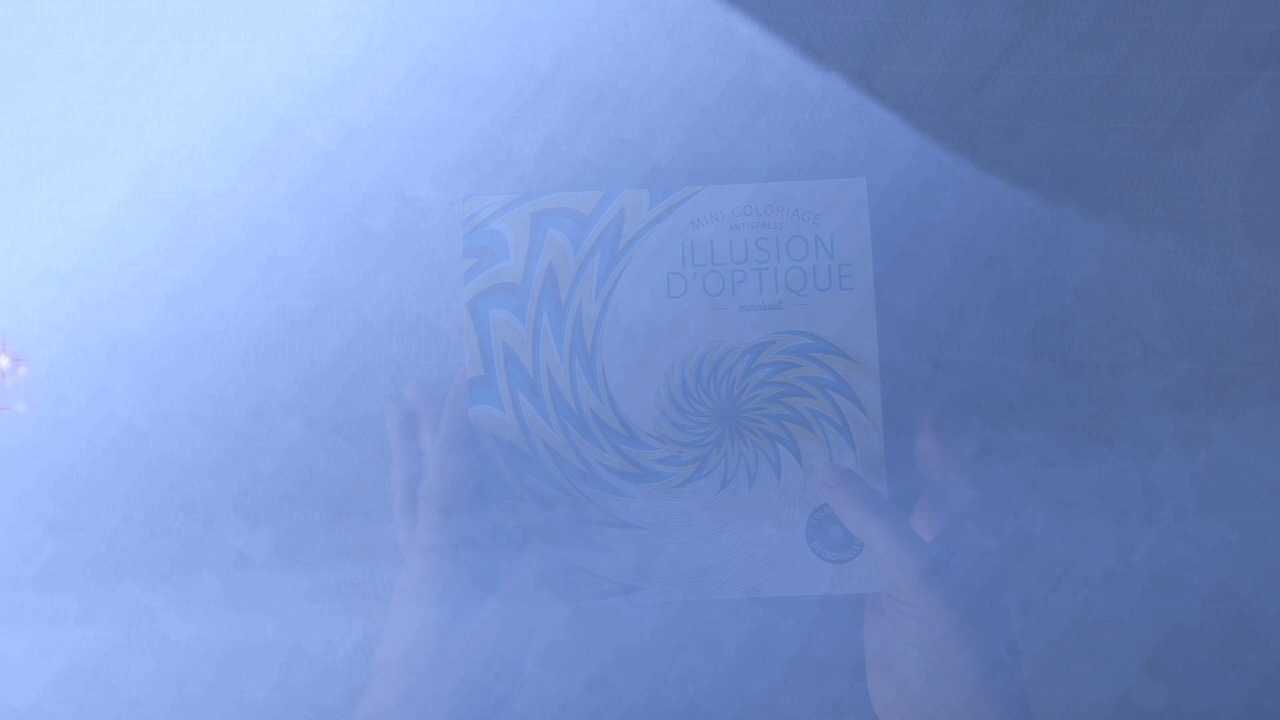 MINI COLORIAGE
ANTISTRESS
ILLUSION
D'OPTIQUE
marabout